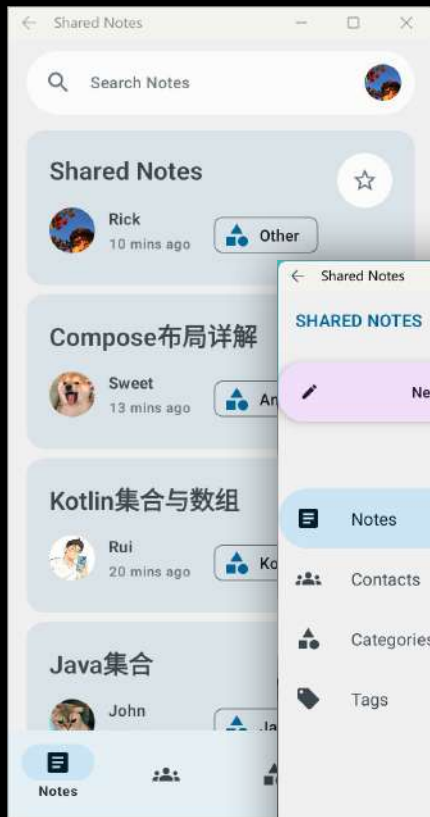 Shared Notes
Search Notes
Shared Notes
Rick
10 mins ago
Other
Compose布局详解
Sweet
13 mins ago
Kotlin集合与数组
Rui
20 mins ago
Java集合
John
Notes
Shared Notes
SHARED NOTES
Notes
Contacts
Categories
Tags